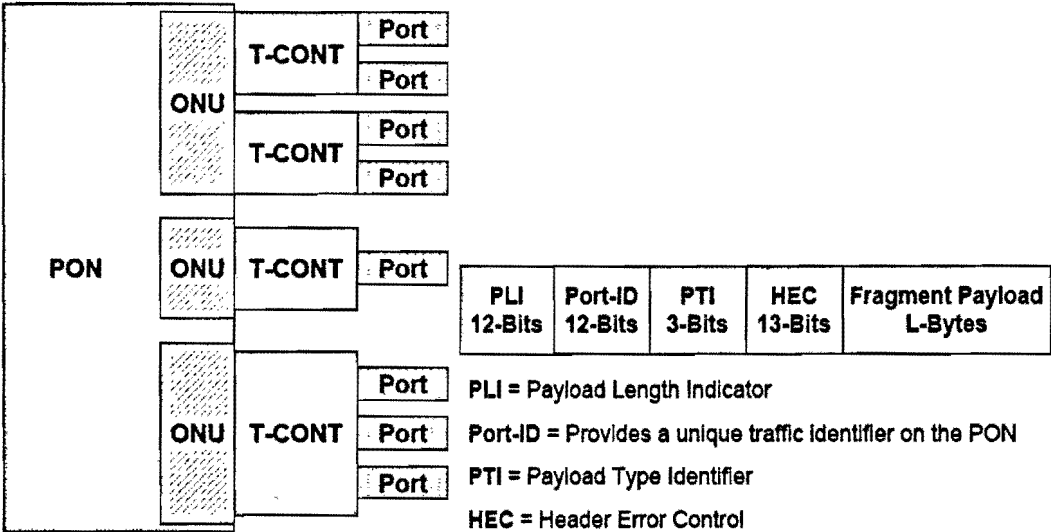 Port
T-CONT
Port
ONU
Port
T-CONT
Port
PON
ONU
T-CONT
Port
PLI
12-Bits
Port-ID
12-Bits
PTI
3-Bits
HEC
13-Bits
Fragment Payload
L-Bytes
Port
ONU
T-CONT
Port
Port
PLI = Payload Length Indicator
Port-ID = Provides a unique traffic identifier on the PON
PTI = Payload Type Identifier
HEC = Header Error Control